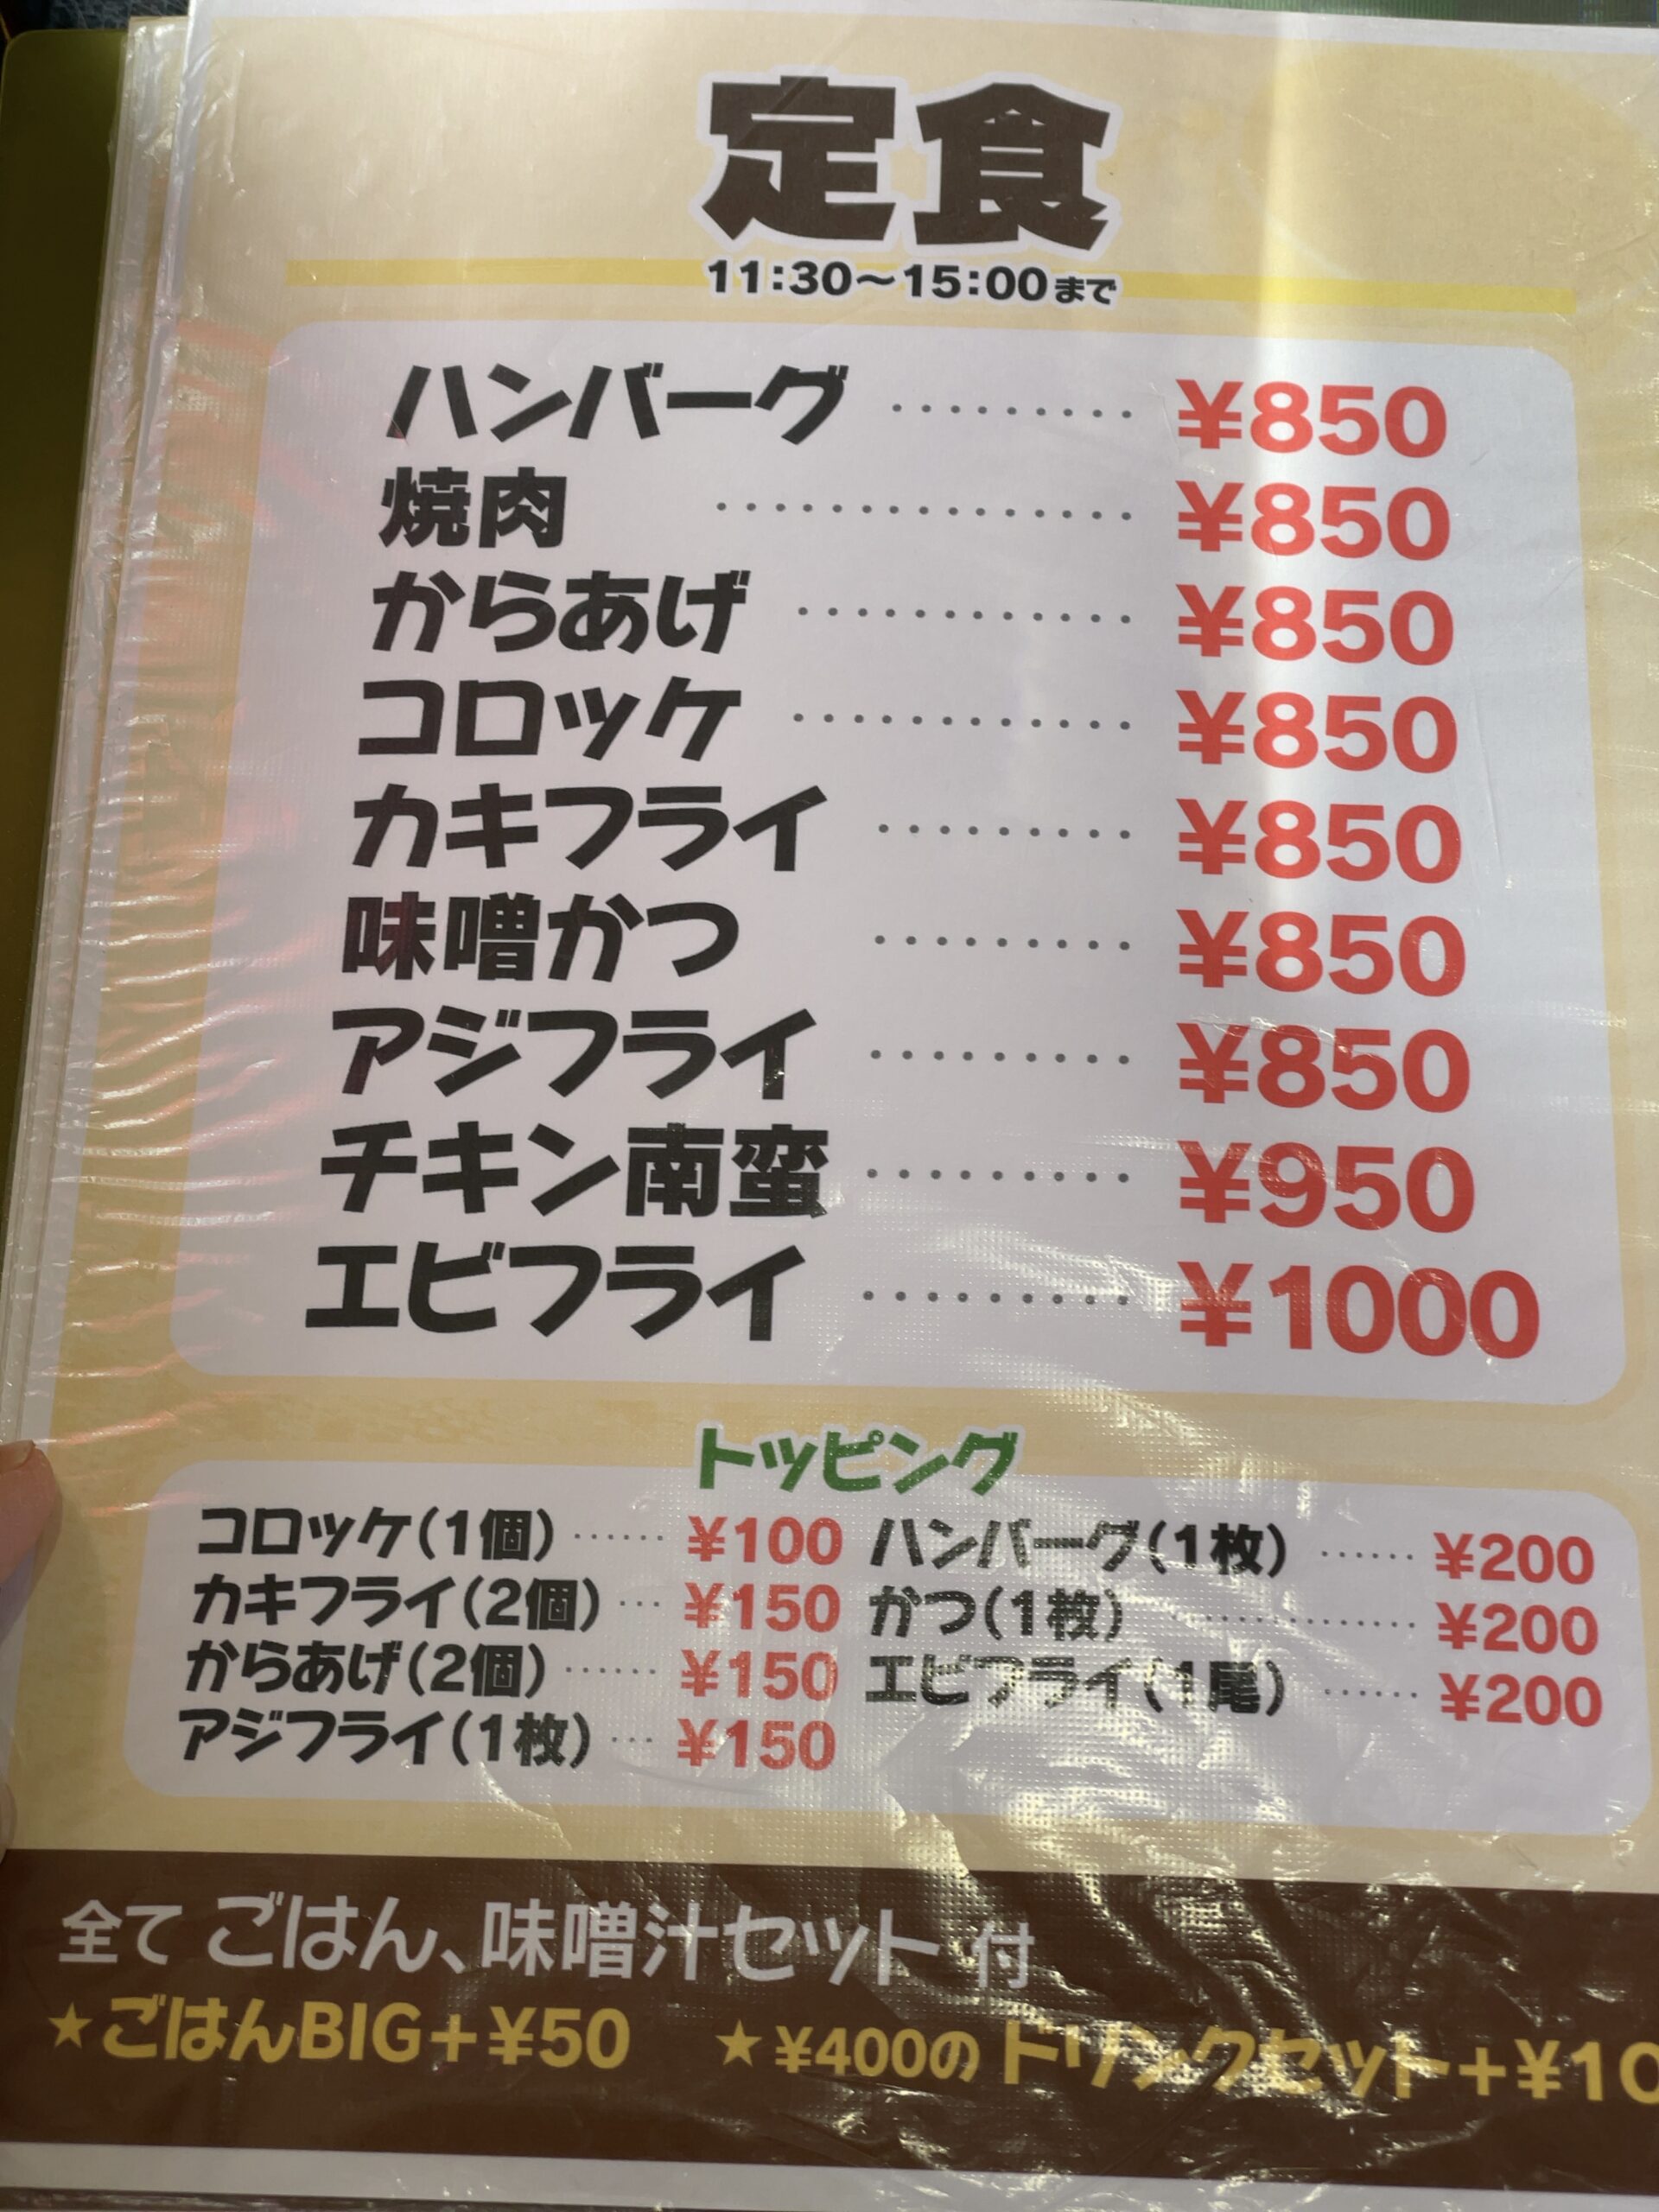 定食
11:30～15:00まで
ハンバーグ ········· ¥850
焼肉 ··············· ¥850
からあげ ············ ¥850
コロッケ ············ ¥850
カキフライ ········· ¥850
味噌かつ ········· ¥850
アジフライ ········· ¥850
チキン南蛮 ········· ¥950
エビフライ ········· ¥1000
トッピング
コロッケ(1個) ······ ¥100
カキフライ(2個) ··· ¥150
からあげ(2個) ······ ¥150
アジフライ(1枚) ··· ¥150
ハンバーグ(1枚) ······ ¥200
かつ(1枚) ············ ¥200
エビフライ(1尾) ······ ¥200
全て ごはん、味噌汁セット 付
★ごはんBIG+¥50 ★¥400の ドリンクセット+¥10